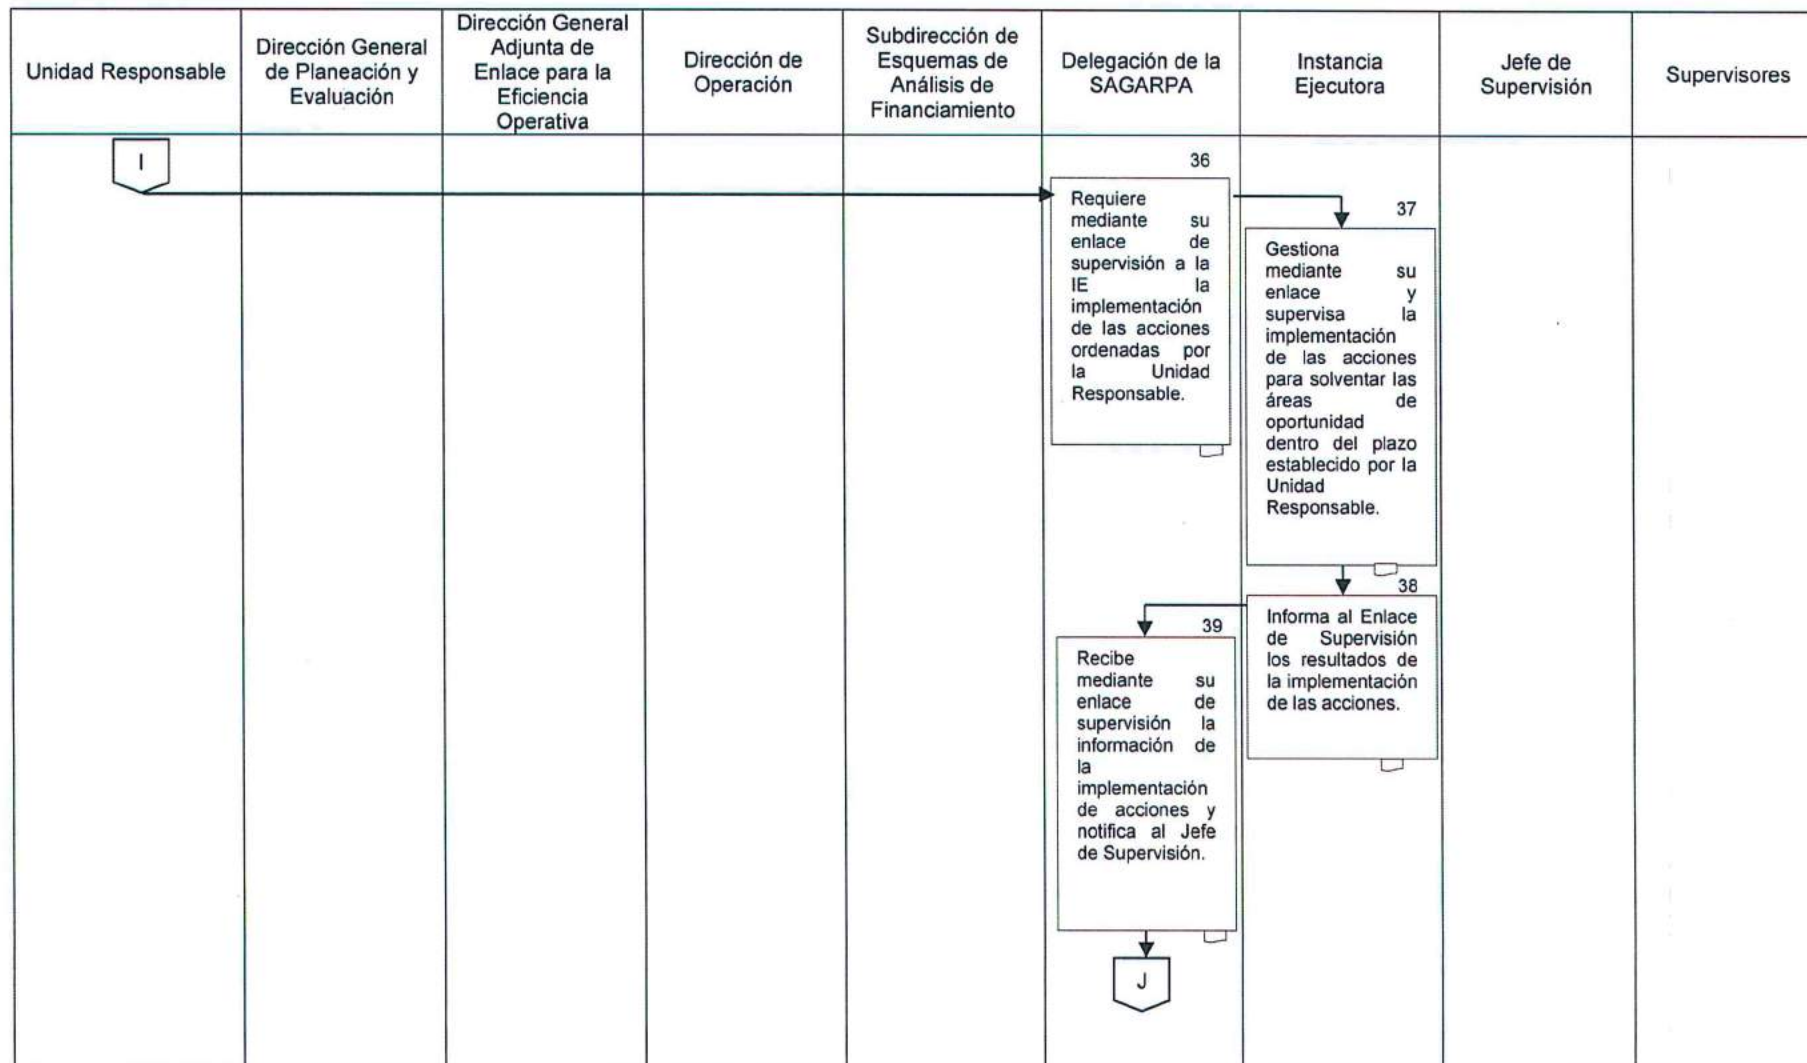 Unidad Responsable
Dirección General
de Planeación y
Evaluación
Dirección General
Adjunta de
Enlace para la
Eficiencia
Operativa
Dirección de
Operación
Subdirección de
Esquemas de
Análisis de
Financiamiento
Delegación de la
SAGARPA
Instancia
Ejecutora
Jefe de
Supervisión
Supervisores
I
36
Requiere
mediante su
enlace de
supervisión a la
IE la
implementación
de las acciones
ordenadas por
la Unidad
Responsable.
37
Gestiona
mediante su
enlace y
supervisa la
implementación
de las acciones
para solventar las
áreas de
oportunidad
dentro del plazo
establecido por la
Unidad
Responsable.
38
Informa al Enlace
de Supervisión
los resultados de
la implementación
de las acciones.
39
Recibe
mediante su
enlace de
supervisión la
información de
la
implementación
de acciones y
notifica al Jefe
de Supervisión.
J